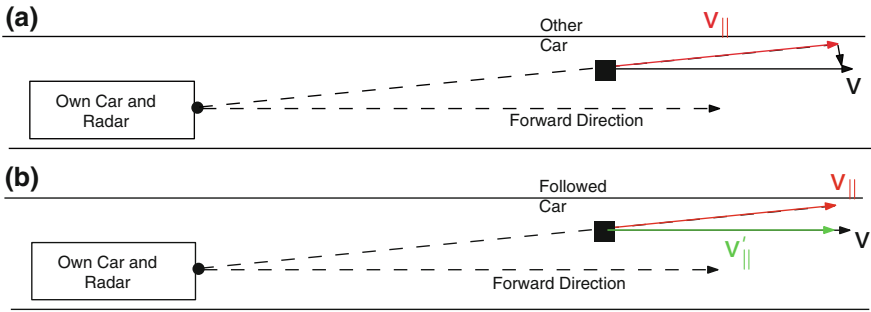 (a)
Other
Car
V||
Own Car and
Radar
V
Forward Direction
(b)
Followed
Car
V||
Own Car and
Radar
V'||
V
Forward Direction